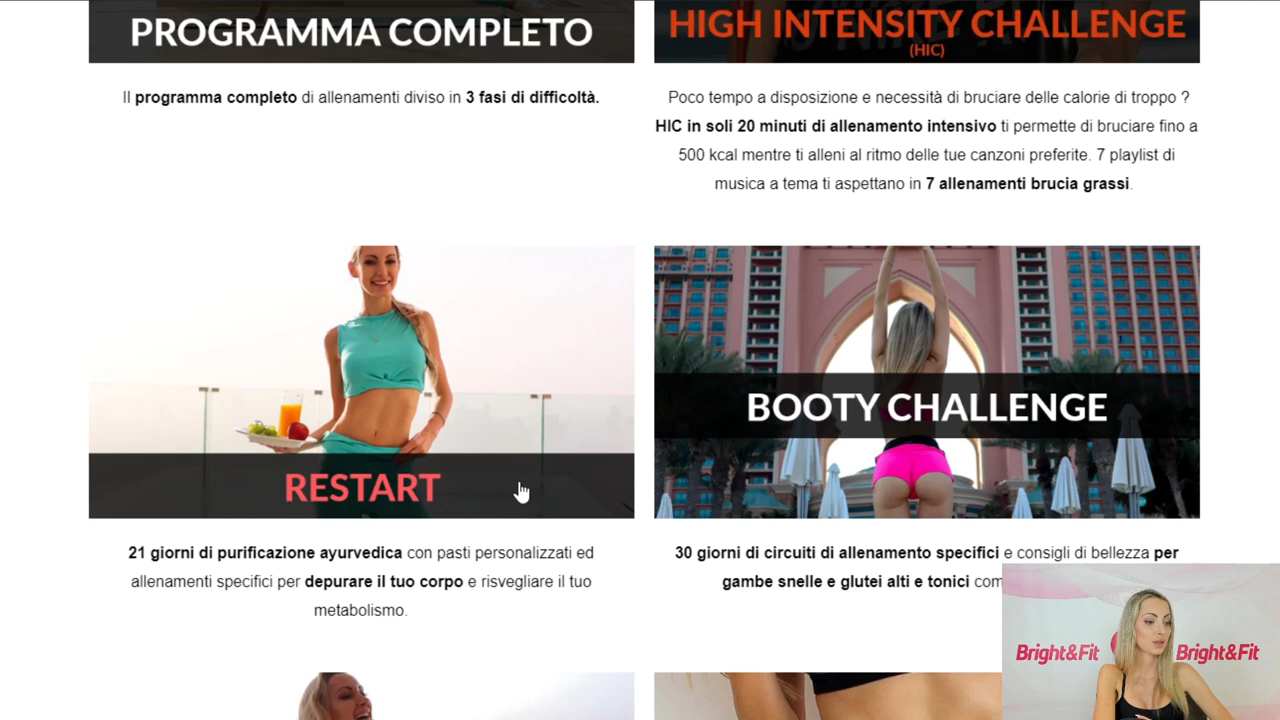 PROGRAMMA COMPLETO
Il programma completo di allenamenti diviso in 3 fasi di difficoltà.
HIGH INTENSITY CHALLENGE
(HIC)
Poco tempo a disposizione e necessità di bruciare delle calorie di troppo ?
HIC in soli 20 minuti di allenamento intensivo ti permette di bruciare fino a
500 kcal mentre ti alleni al ritmo delle tue canzoni preferite. 7 playlist di
musica a tema ti aspettano in 7 allenamenti brucia grassi.
RESTART
21 giorni di purificazione ayurvedica con pasti personalizzati ed
allenamenti specifici per depurare il tuo corpo e risvegliare il tuo
metabolismo.
BOOTY CHALLENGE
30 giorni di circuiti di allenamento specifici e consigli di bellezza per
gambe snelle e glutei alti e tonici
Bright&Fit
Bright&Fit